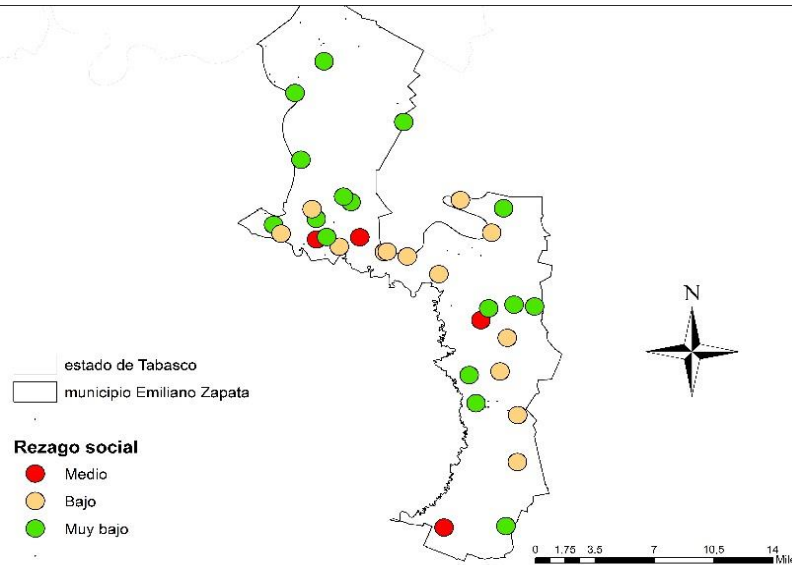 N
estado de Tabasco
municipio Emiliano Zapata
Rezago social
Medio
Bajo
Muy bajo
0 1.75 3.5 7 10,5 14
Mile